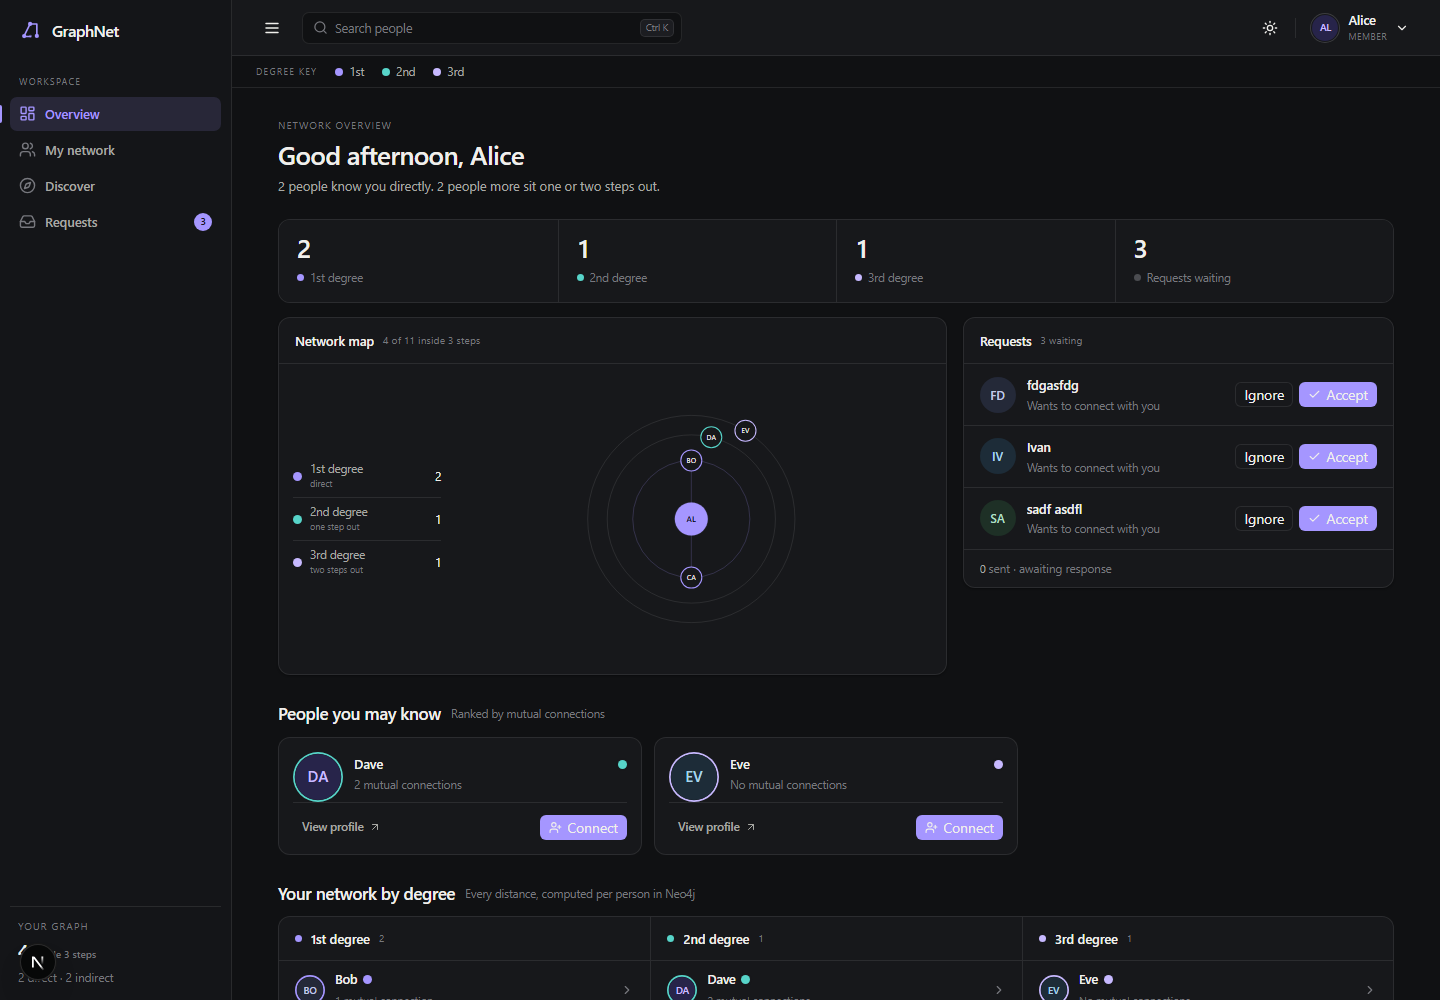 GraphNet
Search people
Ctrl K
AL
Alice
MEMBER
WORKSPACE
Overview
My network
Discover
Requests
3
DEGREE KEY
1st
2nd
3rd
NETWORK OVERVIEW
Good afternoon, Alice
2 people know you directly. 2 people more sit one or two steps out.
2
1st degree
1
2nd degree
1
3rd degree
3
Requests waiting
Network map
4 of 11 inside 3 steps
1st degree
direct
2
2nd degree
one step out
1
3rd degree
two steps out
1
EV
DA
BO
AL
CA
Requests
3 waiting
FD
fdgasfdg
Wants to connect with you
Ignore
Accept
IV
Ivan
Wants to connect with you
Ignore
Accept
SA
sadf asdfl
Wants to connect with you
Ignore
Accept
0 sent · awaiting response
People you may know
Ranked by mutual connections
DA
Dave
2 mutual connections
View profile
Connect
EV
Eve
No mutual connections
View profile
Connect
Your network by degree
Every distance, computed per person in Neo4j
1st degree
2
2nd degree
1
3rd degree
1
BO
Bob
DA
Dave
EV
Eve
YOUR GRAPH
3 steps
N
2 indirect